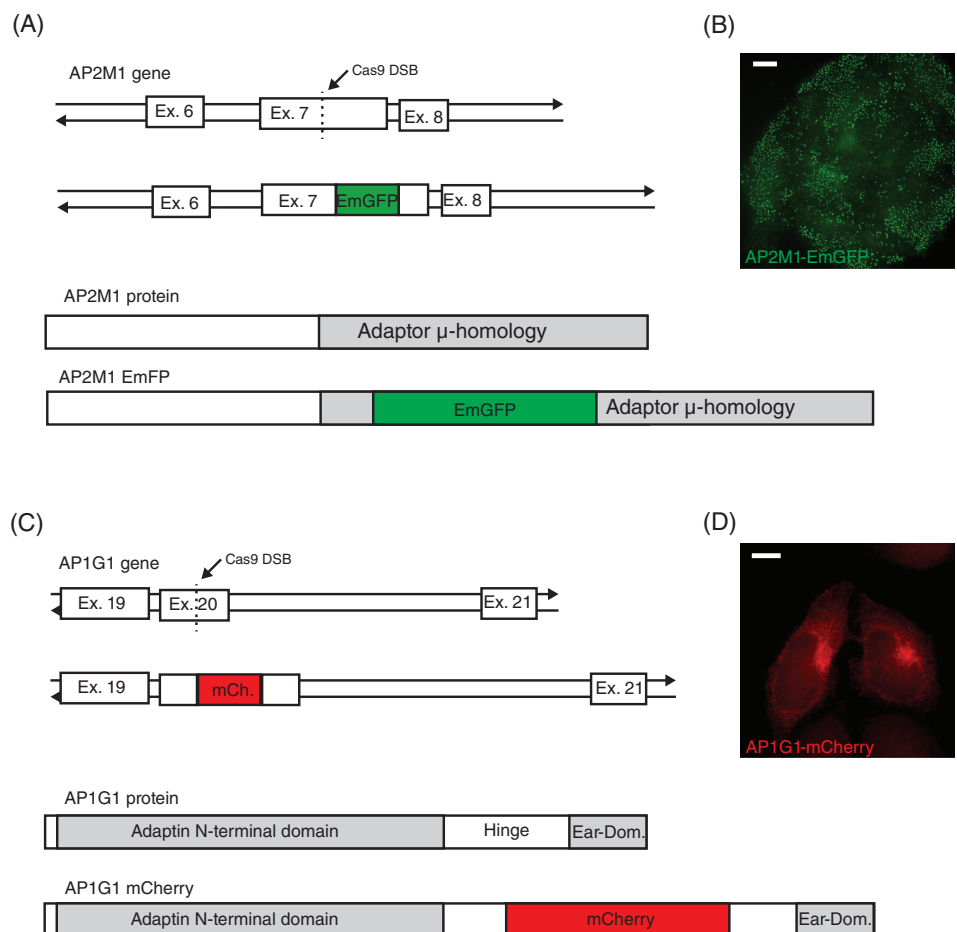 (A)
AP2M1 gene
Cas9 DSB
Ex. 6
Ex. 7
Ex. 8
Ex. 6
Ex. 7
EmGFP
Ex. 8
AP2M1 protein
Adaptor μ-homology
AP2M1 EmFP
EmGFP
Adaptor μ-homology
(B)
AP2M1-EmGFP
(C)
AP1G1 gene
Cas9 DSB
Ex. 19
Ex. 20
Ex. 21
Ex. 19
mCh.
Ex. 21
AP1G1 protein
Adaptin N-terminal domain
Hinge
Ear-Dom.
AP1G1 mCherry
Adaptin N-terminal domain
mCherry
Ear-Dom.
(D)
AP1G1-mCherry